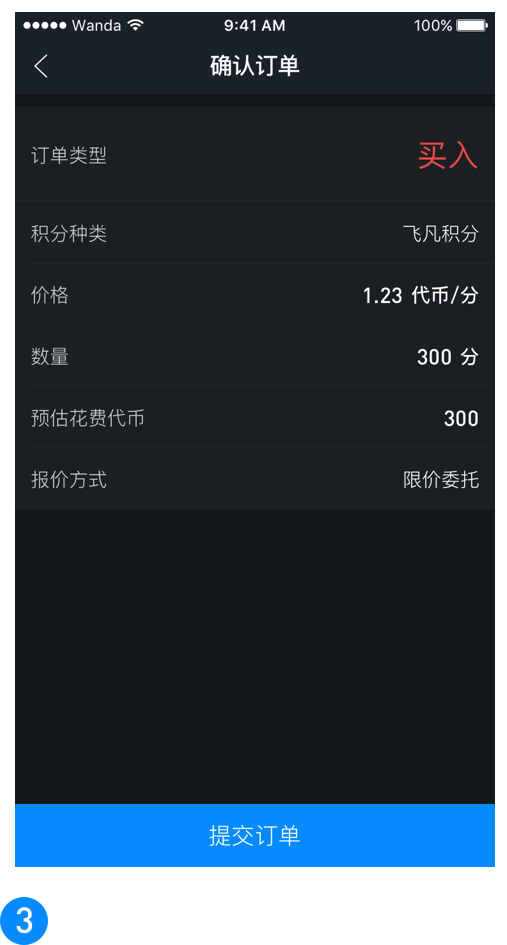 Wanda 9:41 AM 100%
确认订单
订单类型 买入
积分种类 飞凡积分
价格 1.23 代币/分
数量 300 分
预估花费代币 300
报价方式 限价委托
提交订单
3